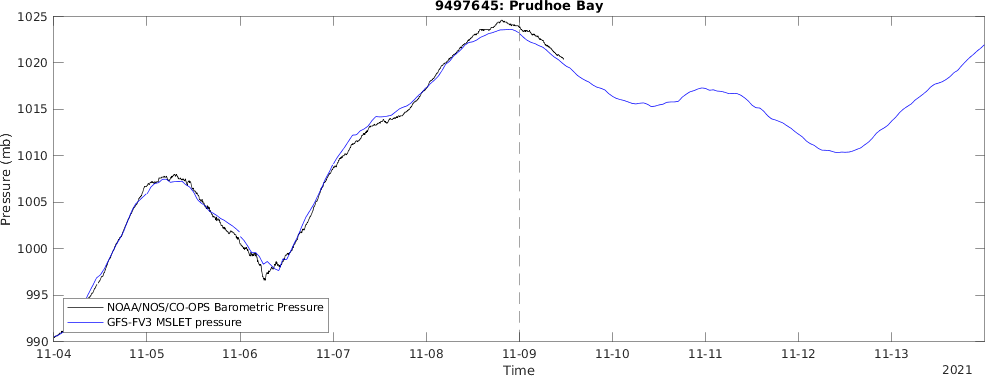 9497645: Prudhoe Bay
1025
1020
1015
1010
1005
1000
995
990
Pressure (mb)
NOAA/NOS/CO-OPS Barometric Pressure
GFS-FV3 MSLET pressure
11-04 11-05 11-06 11-07 11-08 11-09 11-10 11-11 11-12 11-13
Time
2021